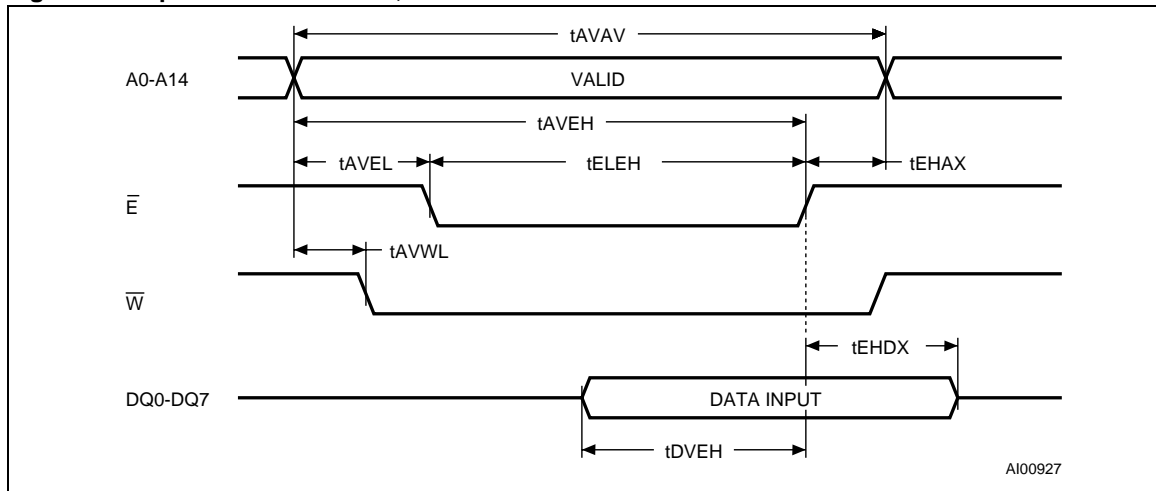 tAVAV
A0-A14
VALID
tAVEH
tAVEL
tELEH
tEHAX
E
tAVWL
W
tEHDX
DQ0-DQ7
DATA INPUT
tDVEH
AI00927